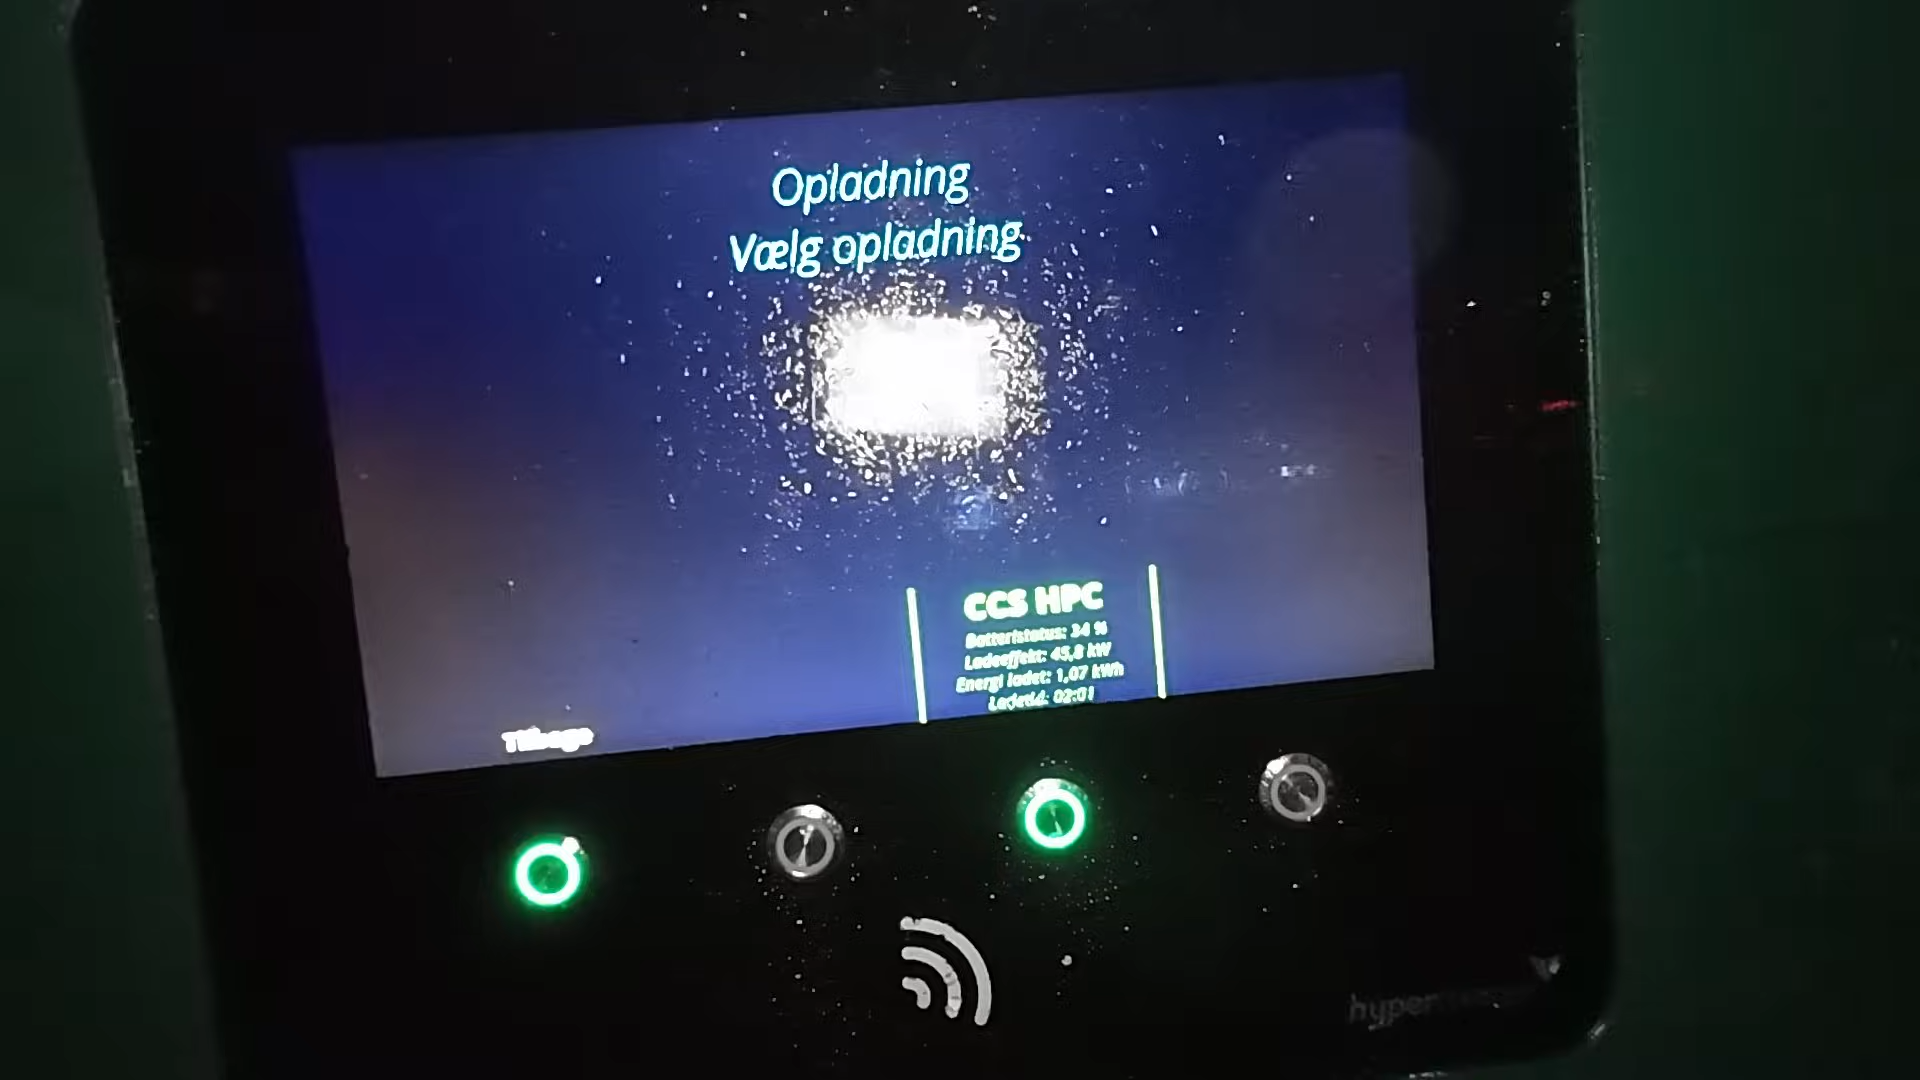 Opladning
Vælg opladning
CCS HPC
Batteristatus: 34 %
Ladeeffekt: 45,8 kW
Energi ladet: 1,07 kWh
Ladetid: 02:01
Tilbage